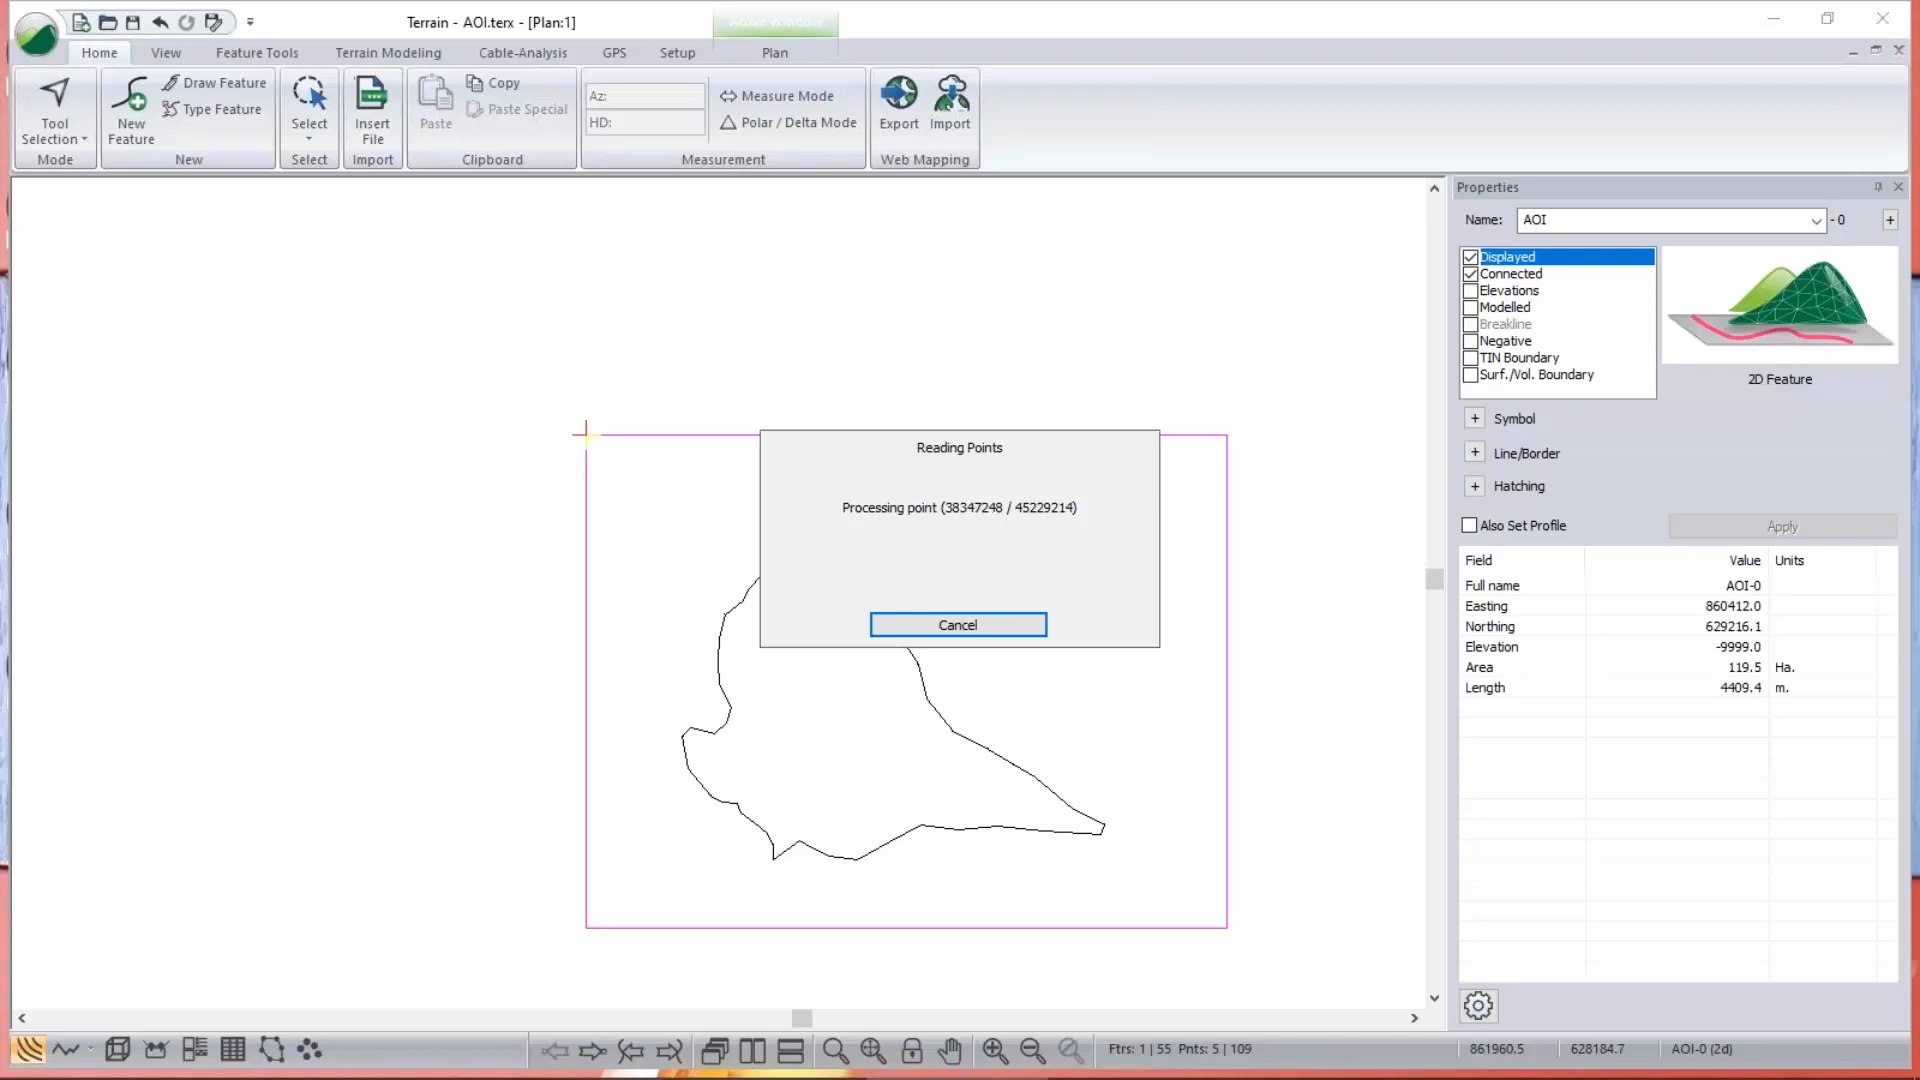 Terrain - AOI.terx - [Plan:1]
Home View Feature Tools Terrain Modeling Cable-Analysis GPS Setup Plan
Tool
Selection
Mode
New
Feature
Draw Feature
Type Feature
New
Select
Select
Insert
File
Import
Paste
Copy
Paste Special
Clipboard
Az:
HD:
Measure Mode
Polar / Delta Mode
Measurement
Export
Import
Web Mapping
Reading Points
Processing point (38347248 / 45229214)
Cancel
Properties
Name: AOI - 0 +
Displayed
Connected
Elevations
Modelled
Breakline
Negative
TIN Boundary
Surf./Vol. Boundary
2D Feature
+ Symbol
+ Line/Border
+ Hatching
Also Set Profile
Apply
Field Value Units
Full name AOI-0
Easting 860412.0
Northing 629216.1
Elevation -9999.0
Area 119.5 Ha.
Length 4409.4 m.
Ftrs: 1 | 55 Pnts: 5 | 109
861960.5
628184.7
AOI-0 (2d)